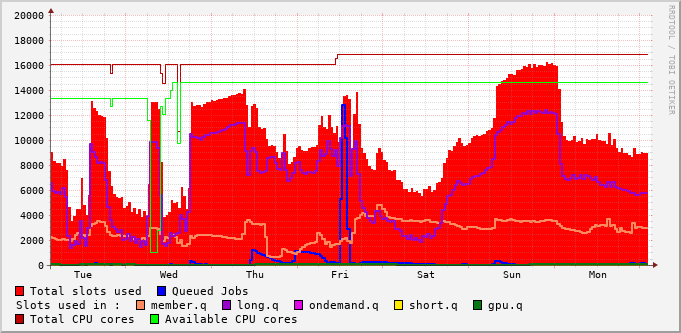 20000
18000
16000
14000
12000
10000
8000
6000
4000
2000
0
Tue Wed Thu Fri Sat Sun Mon
RRDTOOL / TOBI OETIKER
Total slots used Queued Jobs
Slots used in : member.q long.q ondemand.q short.q gpu.q
Total CPU cores Available CPU cores